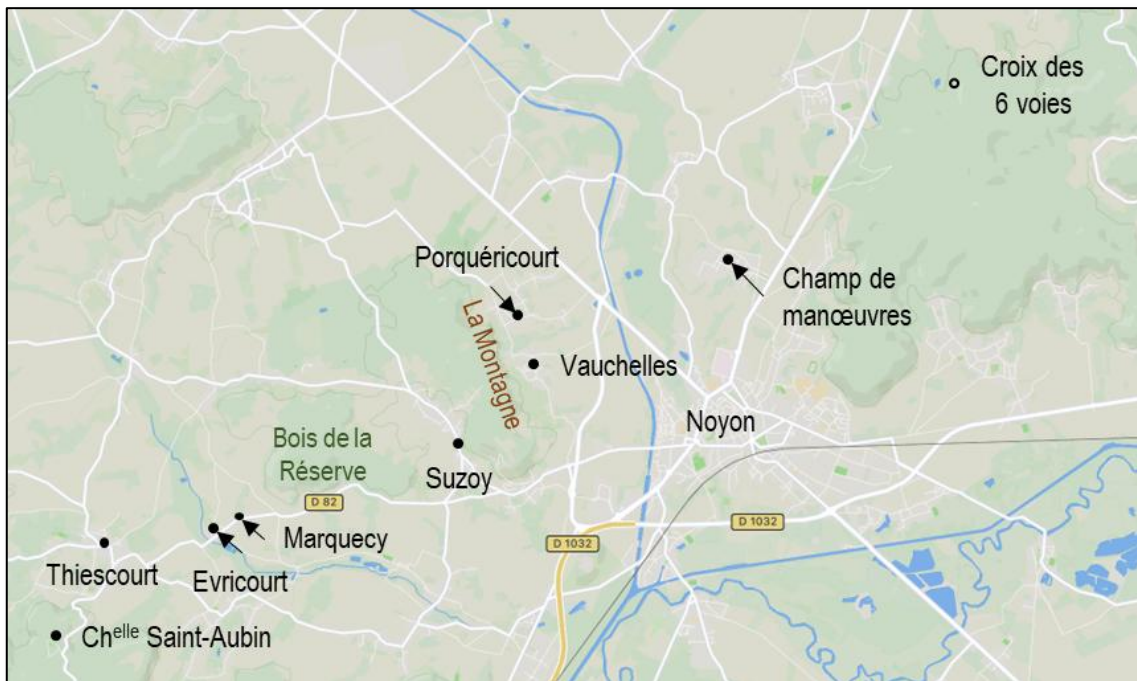 Croix des
6 voies
Porquéricourt
Champ de
manœuvres
La Montagne
Vauchelles
Noyon
Bois de la
Réserve
Suzoy
D 82
Marquecy
D 1032
D 1032
Thiescourt
Evricourt
Chelle Saint-Aubin